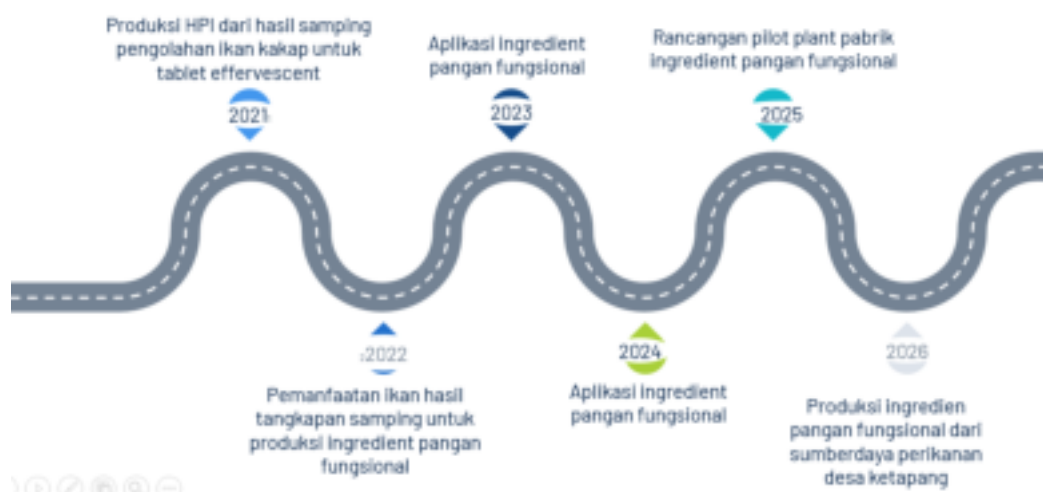 Produksi HPI dari hasil samping
pengolahan ikan kakap untuk
tablet effervescent
2021
Pemanfaatan ikan hasil
tangkapan samping untuk
produksi ingredient pangan
fungsional
2022
Aplikasi ingredient
pangan fungsional
2023
2024
Aplikasi ingredient
pangan fungsional
Rancangan pilot plant pabrik
ingredient pangan fungsional
2025
2026
Produksi ingredien
pangan fungsional dari
sumberdaya perikanan
desa ketapang